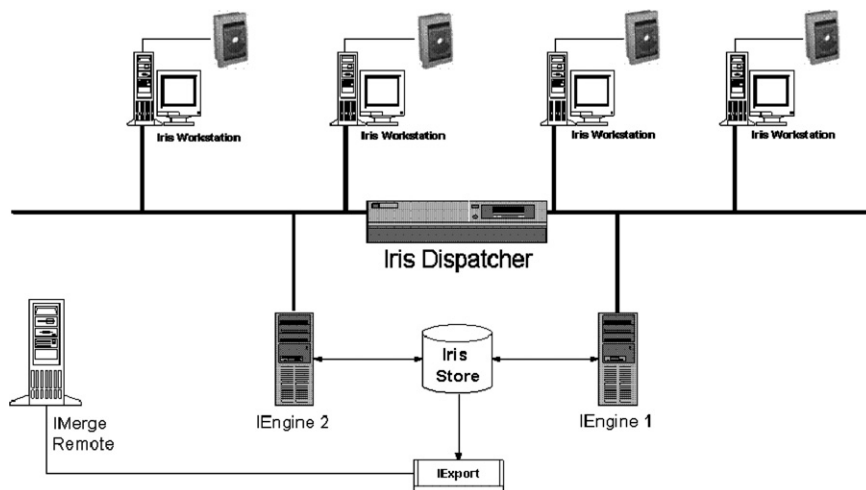 Iris Workstation
Iris Workstation
Iris Workstation
Iris Workstation
Iris Dispatcher
Iris
Store
IMerge
Remote
IEngine 2
IEngine 1
IExport